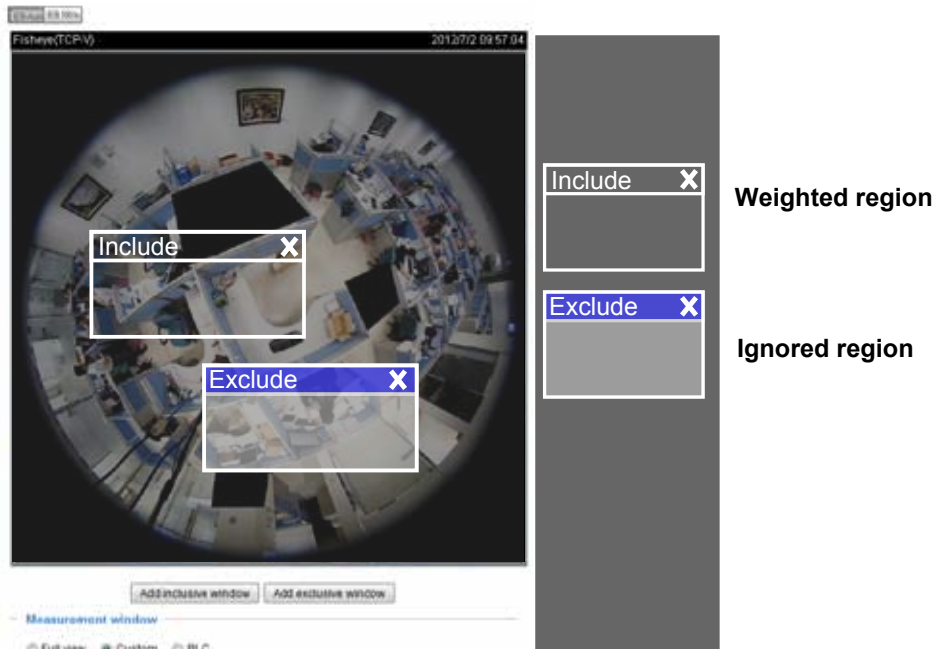 Fisheye(TCP-V) 2012/7/2 09:57:04
Include
Exclude
Include
Weighted region
Exclude
Ignored region
Add inclusive window Add exclusive window
Measurement window
Full view Custom BLC